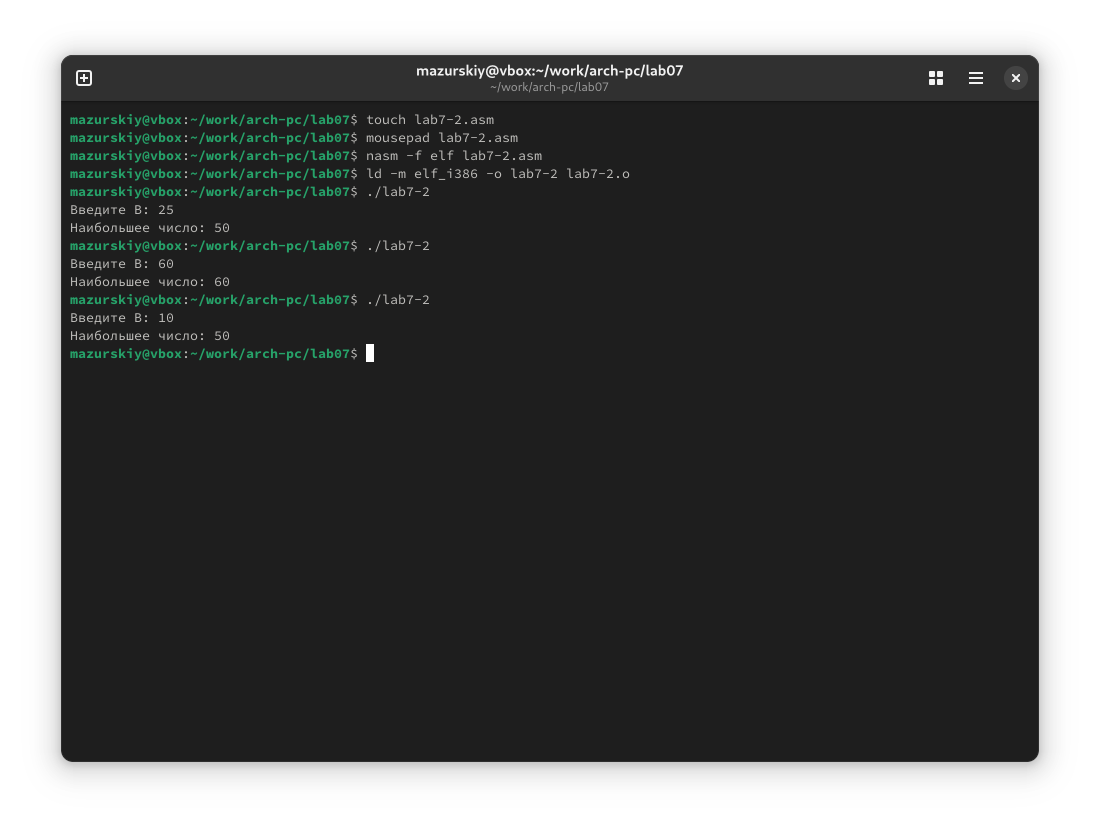 mazurskiy@vbox:~/work/arch-pc/lab07
~/work/arch-pc/lab07
mazurskiy@vbox:~/work/arch-pc/lab07$ touch lab7-2.asm
mazurskiy@vbox:~/work/arch-pc/lab07$ mousepad lab7-2.asm
mazurskiy@vbox:~/work/arch-pc/lab07$ nasm -f elf lab7-2.asm
mazurskiy@vbox:~/work/arch-pc/lab07$ ld -m elf_i386 -o lab7-2 lab7-2.o
mazurskiy@vbox:~/work/arch-pc/lab07$ ./lab7-2
Введите B: 25
Наибольшее число: 50
mazurskiy@vbox:~/work/arch-pc/lab07$ ./lab7-2
Введите B: 60
Наибольшее число: 60
mazurskiy@vbox:~/work/arch-pc/lab07$ ./lab7-2
Введите B: 10
Наибольшее число: 50
mazurskiy@vbox:~/work/arch-pc/lab07$